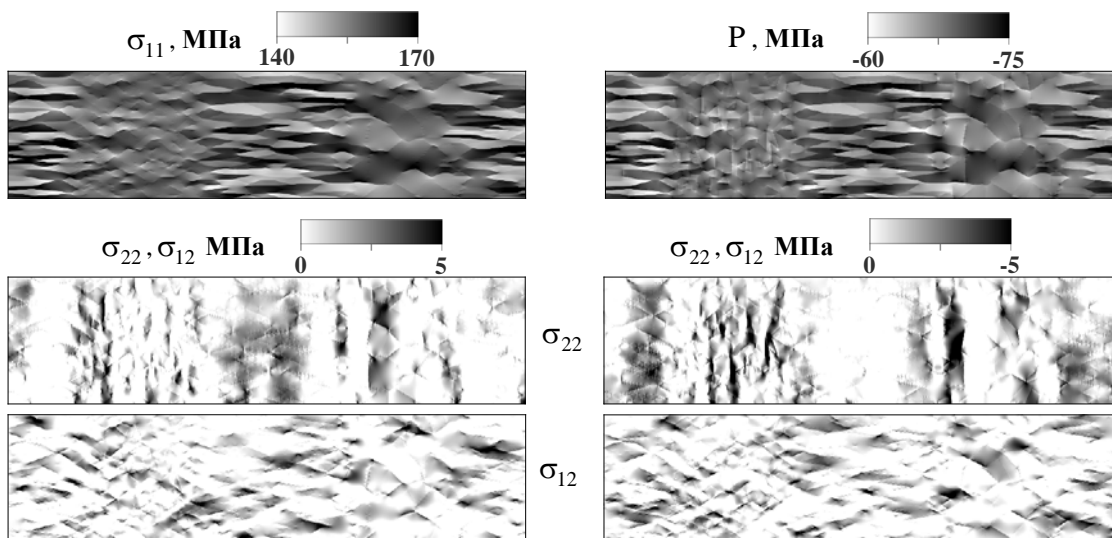 σ₁₁, МПа
140 170
P, МПа
-60 -75
σ₂₂, σ₁₂ МПа
0 5
σ₂₂, σ₁₂ МПа
0 -5
σ₂₂
σ₁₂